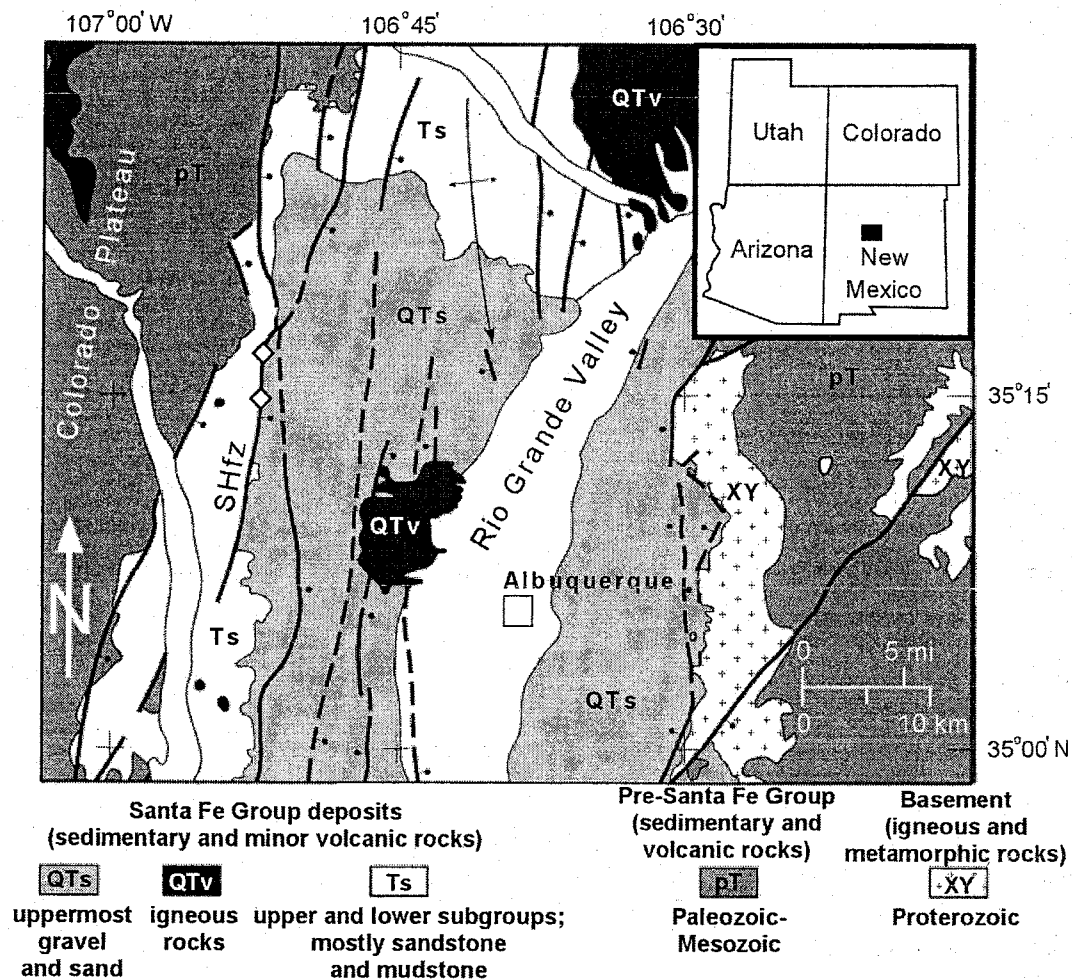 107°00' W
106°45'
106°30'
QTv
Ts
Utah
Colorado
pT
Arizona
New
Mexico
Colorado Plateau
QTs
Rio Grande Valley
pT
35°15'
SHfz
XY
XY
QTv
N
Albuquerque
Ts
0 5 mi
QTs
0 10 km
35°00' N
Santa Fe Group deposits
(sedimentary and minor volcanic rocks)
Pre-Santa Fe Group
(sedimentary and
volcanic rocks)
Basement
(igneous and
metamorphic rocks)
QTs
uppermost
gravel
and sand
QTv
igneous
rocks
Ts
upper and lower subgroups;
mostly sandstone
and mudstone
pT
Paleozoic-
Mesozoic
XY
Proterozoic